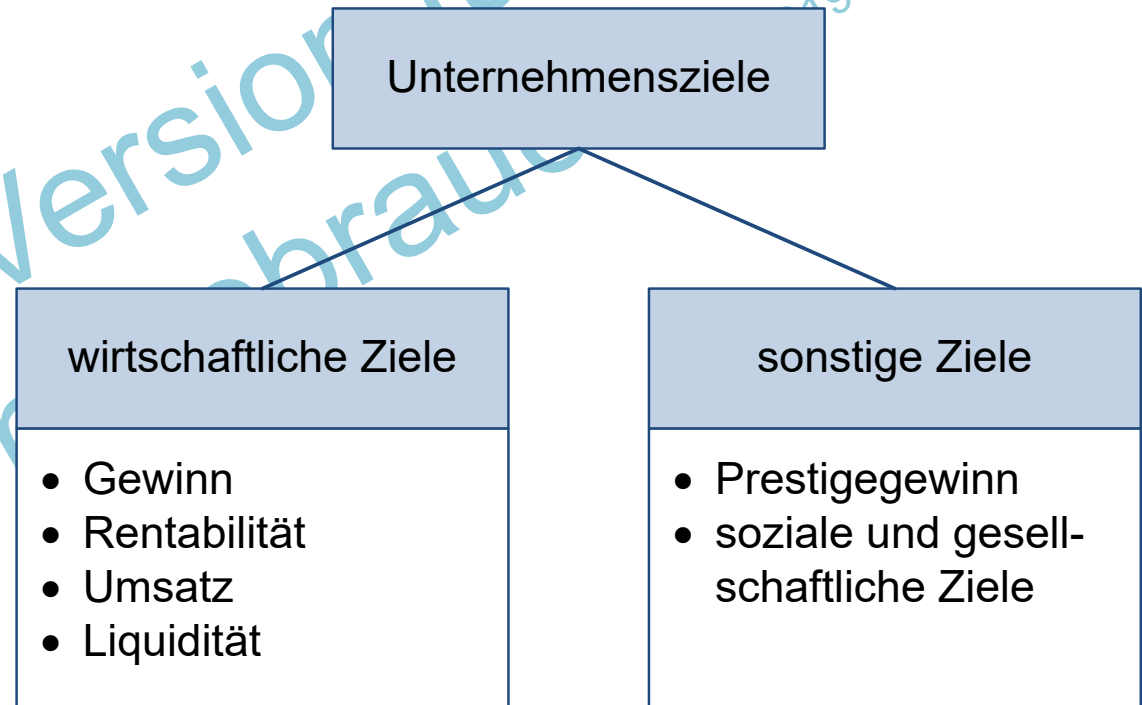 Unternehmensziele
wirtschaftliche Ziele
• Gewinn
• Rentabilität
• Umsatz
• Liquidität
sonstige Ziele
• Prestigegewinn
• soziale und gesell-
schaftliche Ziele